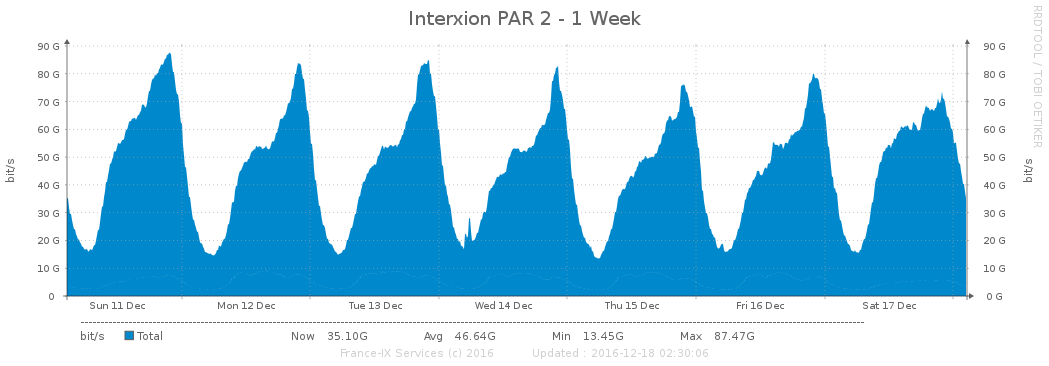 Interxion PAR 2 - 1 Week
RRDTOOL / TOBI OETIKER
bit/s
90 G
80 G
70 G
60 G
50 G
40 G
30 G
20 G
10 G
0
90 G
80 G
70 G
60 G
50 G
40 G
30 G
20 G
10 G
0 G
bit/s
Sun 11 Dec Mon 12 Dec Tue 13 Dec Wed 14 Dec Thu 15 Dec Fri 16 Dec Sat 17 Dec
bit/s Total Now 35.10G Avg 46.64G Min 13.45G Max 87.47G
France-IX Services (c) 2016 Updated : 2016-12-18 02:30:06